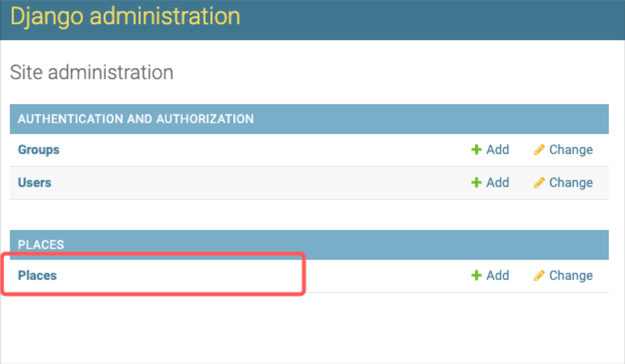 Django administration
Site administration
AUTHENTICATION AND AUTHORIZATION
Groups Add Change
Users Add Change
PLACES
Places Add Change